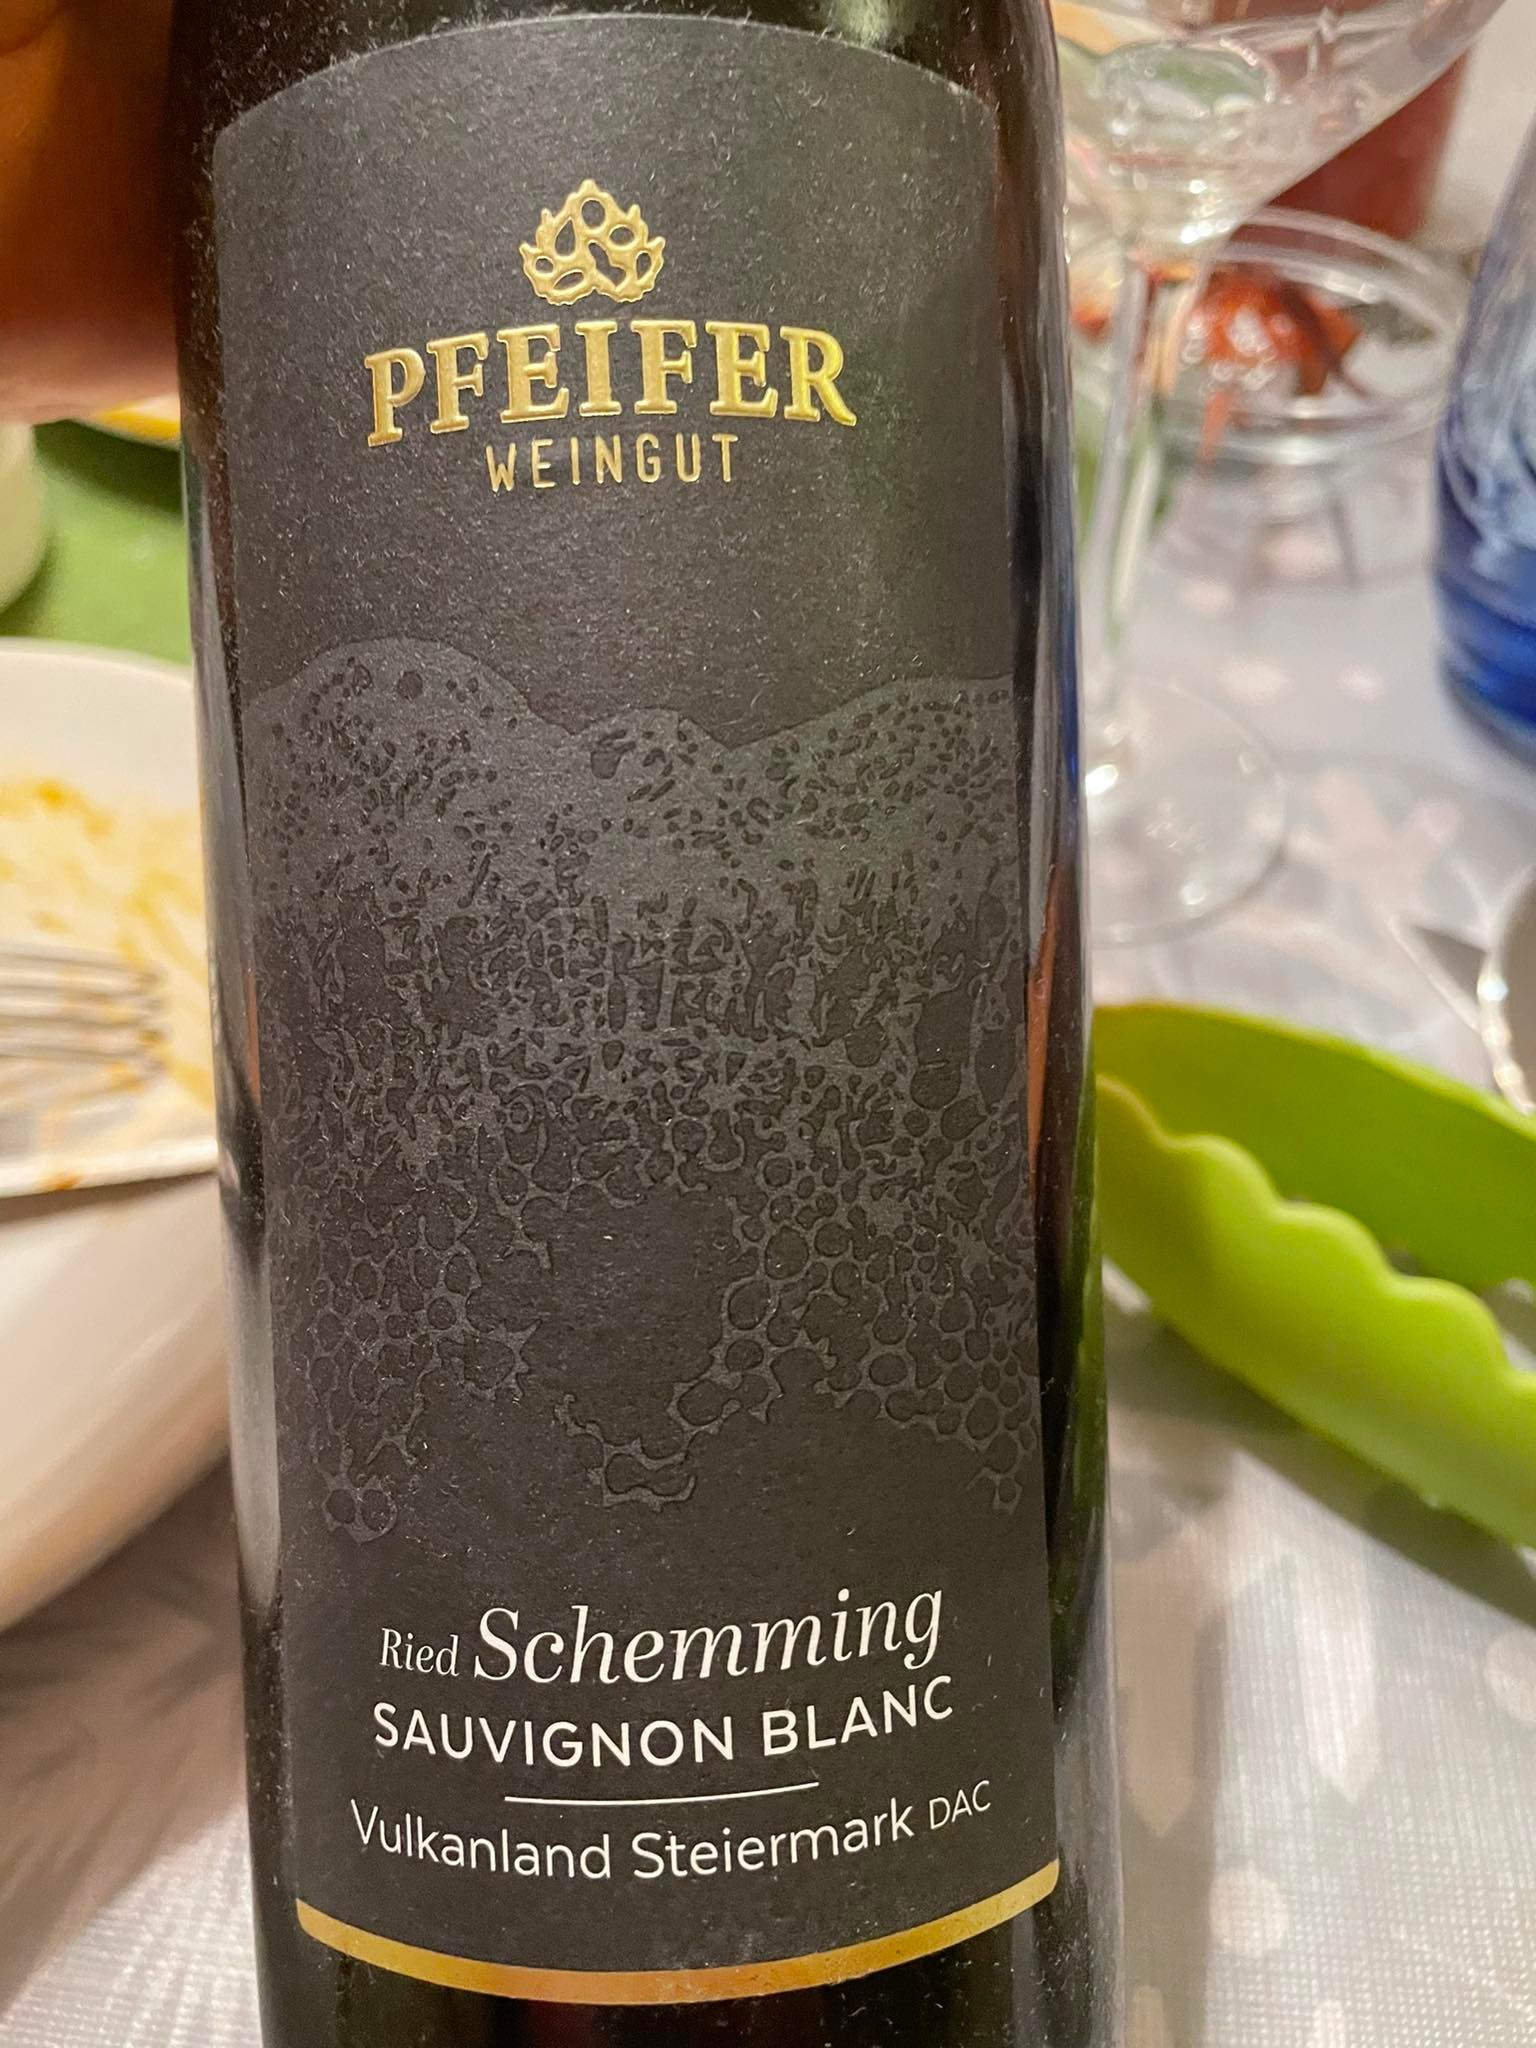 PFEIFER
WEINGUT
Ried Schemming
SAUVIGNON BLANC
Vulkanland Steiermark DAC